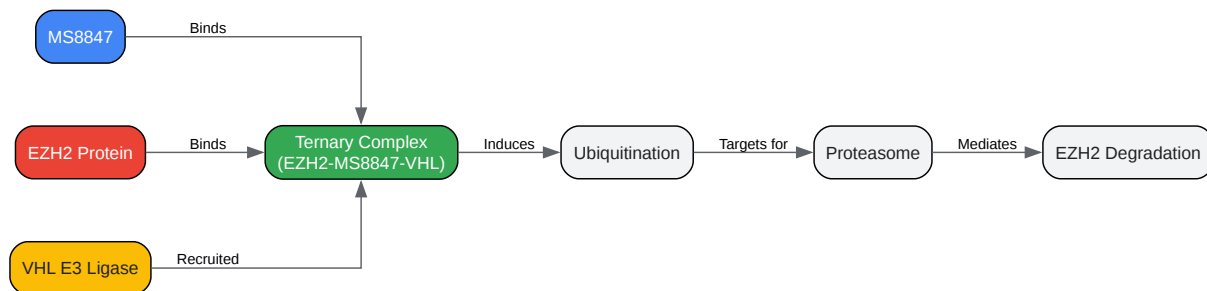 MS8847
Binds
EZH2 Protein
Binds
Ternary Complex
(EZH2-MS8847-VHL)
Induces
Ubiquitination
Targets for
Proteasome
Mediates
EZH2 Degradation
VHL E3 Ligase
Recruited